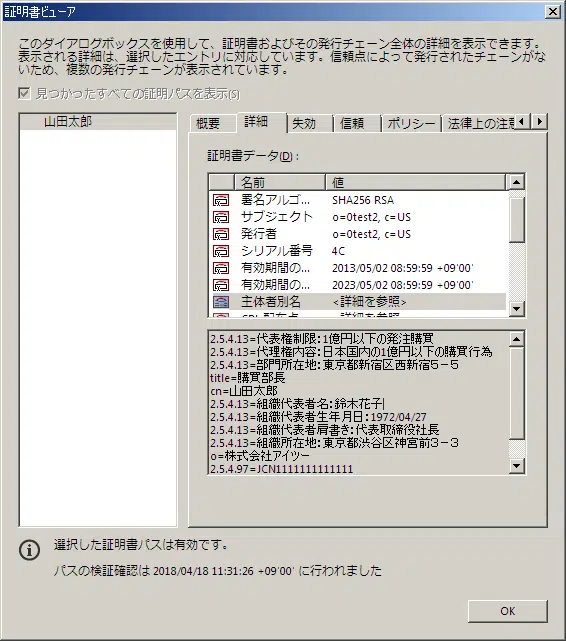 証明書ビューア
このダイアログボックスを使用して、証明書およびその発行チェーン全体の詳細を表示できます。
表示される詳細は、選択したエントリに対応しています。信頼点によって発行されたチェーンがな
いため、複数の発行チェーンが表示されています。
見つかったすべての証明パスを表示(S)
山田太郎
概要 詳細 失効 信頼 ポリシー 法律上の注意
証明書データ(D):
名前 値
署名アルゴ... SHA256 RSA
サブジェクト o=0test2, c=US
発行者 o=0test2, c=US
シリアル番号 4C
有効期間の... 2013/05/02 08:59:59 +09'00'
有効期間の... 2023/05/02 08:59:59 +09'00'
主体者別名 <詳細を参照>
2.5.4.13=代表権制限:1億円以下の発注購買
2.5.4.13=代理権内容:日本国内の1億円以下の購買行為
2.5.4.13=部門所在地:東京都新宿区西新宿5-5
title=購買部長
cn=山田太郎
2.5.4.13=組織代表者名:鈴木花子
2.5.4.13=組織代表者生年月日:1972/04/27
2.5.4.13=組織代表者肩書き:代表取締役社長
2.5.4.13=組織所在地:東京都渋谷区神宮前3-3
o=株式会社アイツー
2.5.4.97=JCN1111111111111
選択した証明書パスは有効です。
パスの検証確認は 2018/04/18 11:31:26 +09'00' に行われました
OK